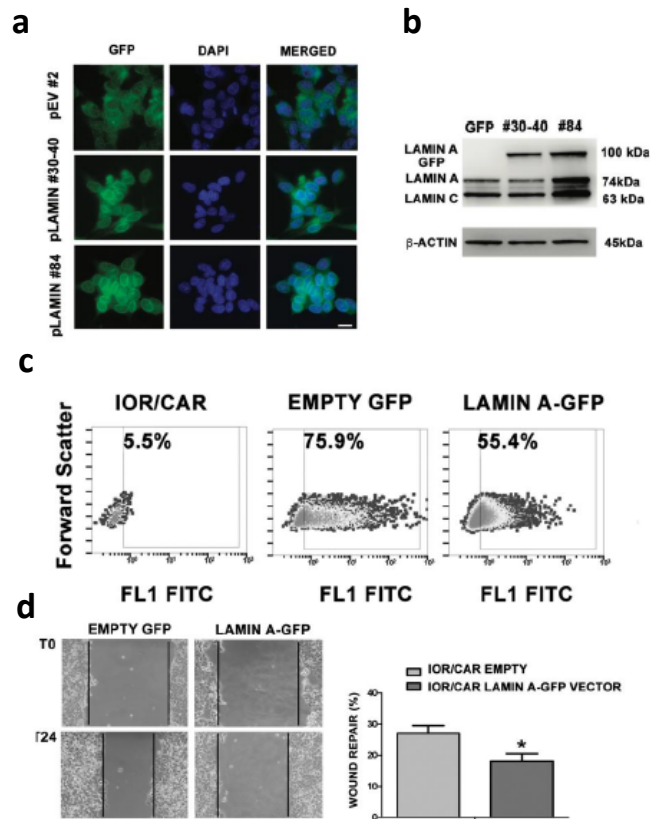 a
GFP DAPI MERGED
pEV #2
pLAMIN #30-40
pLAMIN #84
b
GFP #30-40 #84
LAMIN A GFP 100 kDa
LAMIN A 74kDa
LAMIN C 63 kDa
β-ACTIN 45kDa
c
IOR/CAR EMPTY GFP LAMIN A-GFP
5.5% 75.9% 55.4%
Forward Scatter
FL1 FITC FL1 FITC FL1 FITC
d
EMPTY GFP LAMIN A-GFP
T0
T24
IOR/CAR EMPTY
IOR/CAR LAMIN A-GFP VECTOR
WOUND REPAIR (%)
40
30
20
10
0
*